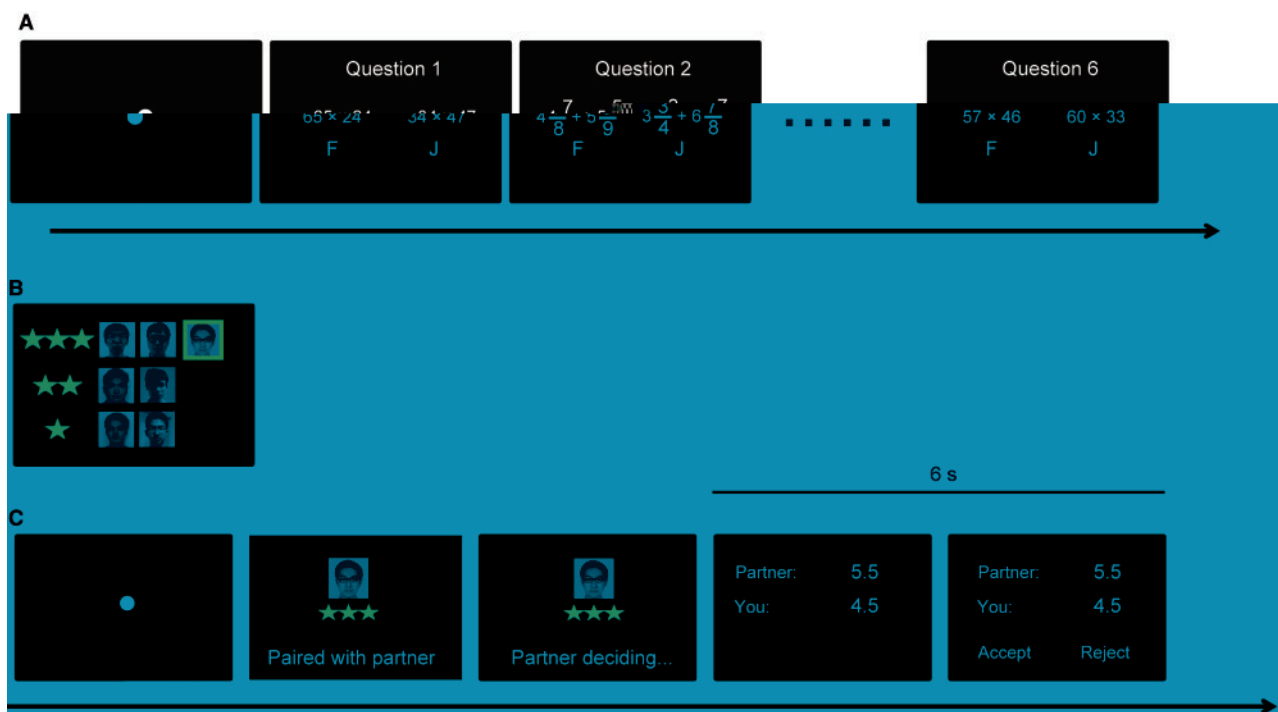 A
Question 1
Question 2
Question 6
57 × 46
60 × 33
F
J
F
J
F
J
B
6 s
C
Paired with partner
Partner deciding...
Partner:
5.5
You:
4.5
Partner:
5.5
You:
4.5
Accept
Reject